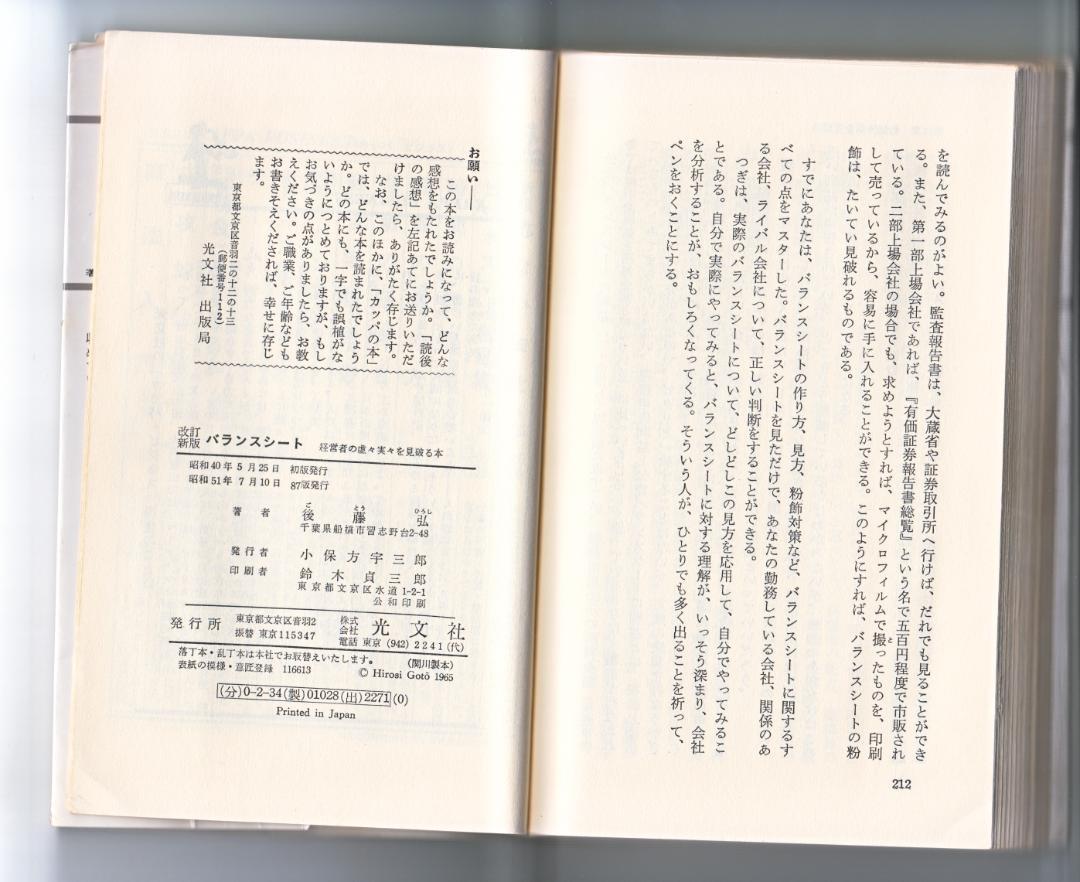 を読んでみるのがよい。監査報告書は、大蔵省や証券取引所へ行けば、だれでも見ることができ
る。また、第一部上場会社であれば、『有価証券報告書総覧』という名で五百円程度で市販され
ている。二部上場会社の場合でも、求めようとすれば、マイクロフィルムで撮ったものを、印刷
と
して売っているから、容易に手に入れることができる。このようにすれば、バランスシートの粉
飾は、たいてい見破れるものである。
すでにあなたは、バランスシートの作り方、見方、粉飾対策など、バランスシートに関するす
べての点をマスターした。バランスシートを見ただけで、あなたの勤務している会社、関係のあ
る会社、ライバル会社について、正しい判断をすることができる。
つぎは、実際のバランスシートについて、どしどしこの見方を応用して、自分でやってみるこ
とである。自分で実際にやってみると、バランスシートに対する理解が、いっそう深まり、会社
を分析することが、おもしろくなってくる。そういう人が、ひとりでも多く出ることを祈って、
ペンをおくことにする。
212
お願い——
この本をお読みになって、どんな
感想をもたれたでしょうか。「読後
の感想」を左記あてにお送りいただ
けましたら、ありがたく存じます。
なお、このほかに、「カッパの本」
では、どんな本を読まれたでしょう
か。どの本にも、一字でも誤植がな
いようにつとめておりますが、もし
お気づきの点がありましたら、お教
えください。ご職業、ご年齢なども
お書きそえくだされば、幸せに存じ
ます。
東京都文京区音羽二の十二の十三
(郵便番号112)
光文社 出版局
改訂新版 バランスシート 経営者の虚々実々を見破る本
昭和40年5月25日 初版発行
昭和51年7月10日 87版発行
ご とう ひろし
著者 後藤弘
千葉県船橋市習志野台2-48
発行者 小保方宇三郎
印刷者 鈴木貞三郎
東京都文京区水道1-2-1
公和印刷
発行所 東京都文京区音羽2 株式会社 光文社
振替 東京115347 電話 東京 (942) 2241(代)
落丁本・乱丁本は本社でお取替えいたします。 (関川製本)
表紙の模様・意匠登録 116613 © Hirosi Gotô 1965
(分)0-2-34(製)01028(出)2271(0)
Printed in Japan